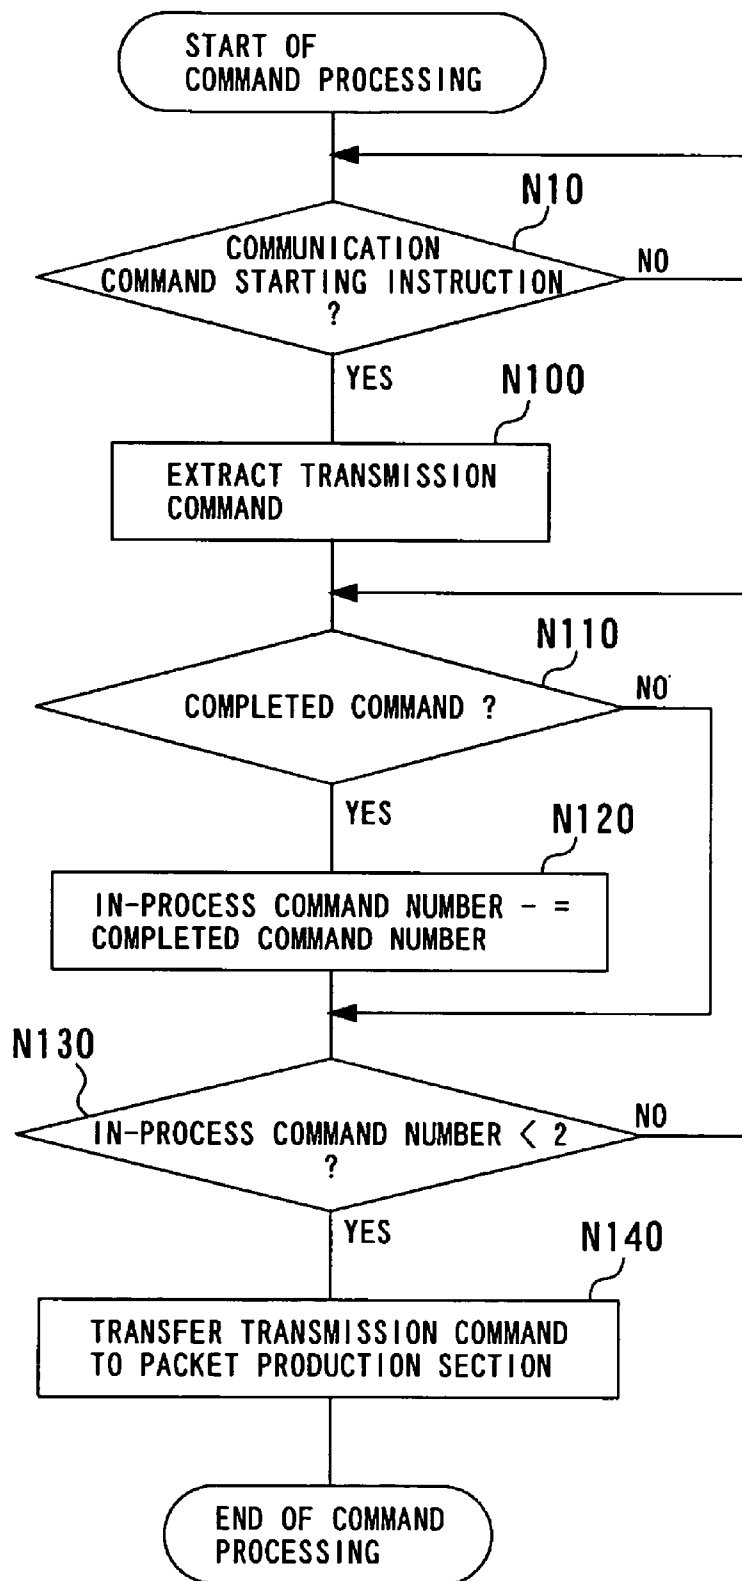 START OF
COMMAND PROCESSING
N10
COMMUNICATION
COMMAND STARTING INSTRUCTION
?
NO
YES
N100
EXTRACT TRANSMISSION
COMMAND
N110
COMPLETED COMMAND ?
NO
YES
N120
IN-PROCESS COMMAND NUMBER - =
COMPLETED COMMAND NUMBER
N130
IN-PROCESS COMMAND NUMBER < 2
?
NO
YES
N140
TRANSFER TRANSMISSION COMMAND
TO PACKET PRODUCTION SECTION
END OF COMMAND
PROCESSING